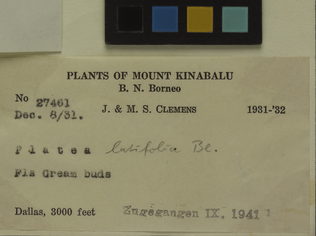 PLANTS OF MOUNT KINABALU
B. N. Borneo
No 27461
Dec. 8/31.
J. & M. S. CLEMENS 1931-'32
Platea latifolia Bl.
Fls Cream buds
Dallas, 3000 feet Zugegangen IX. 1941